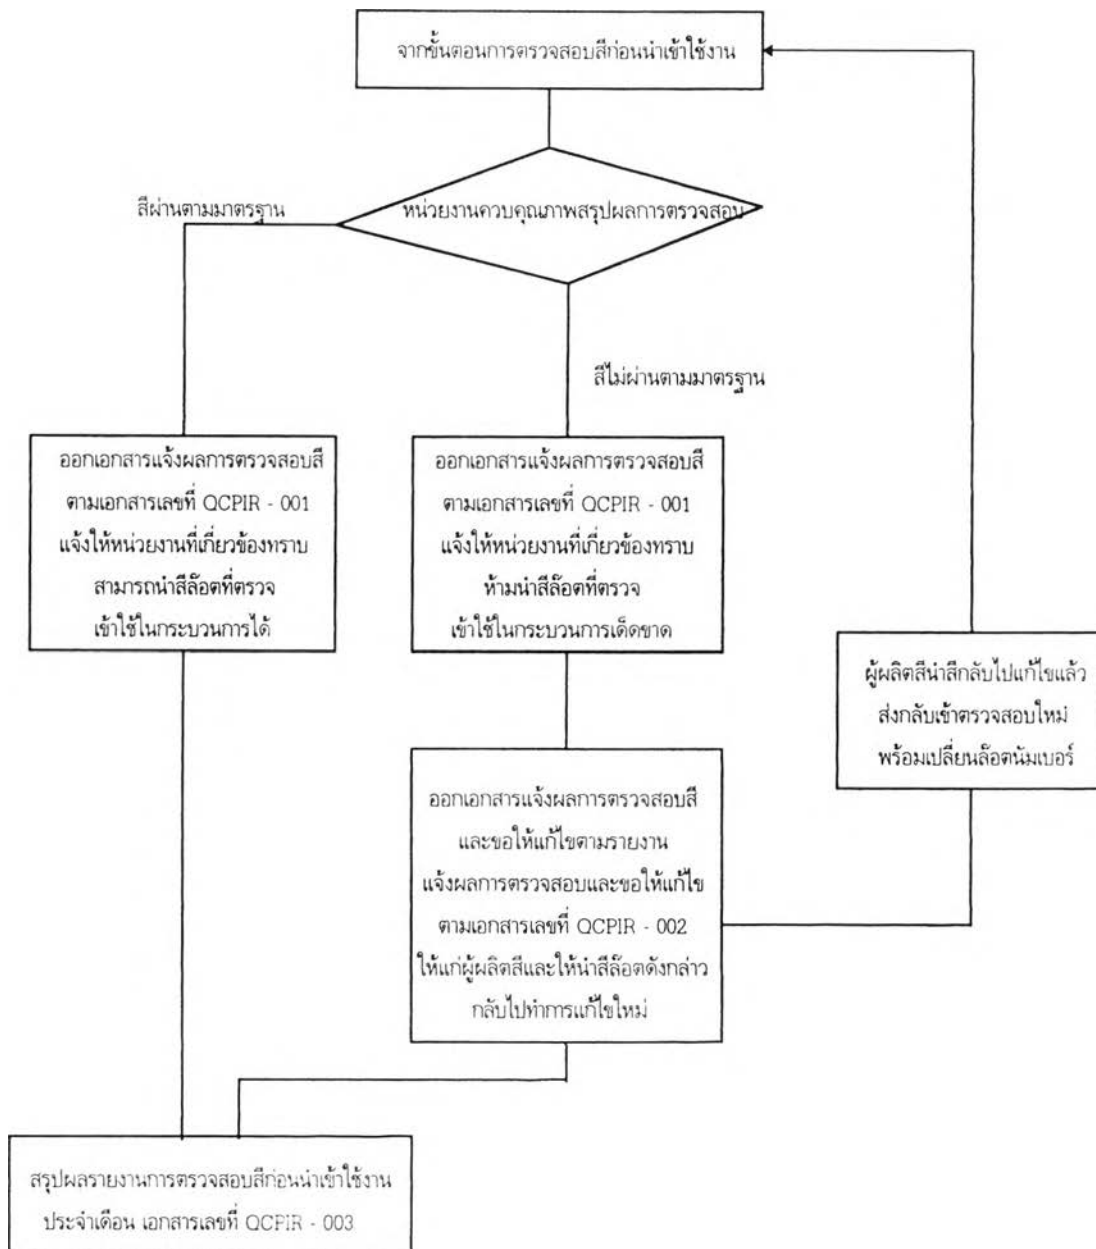 จากขั้นตอนการตรวจสอบสีก่อนนำเข้าใช้งาน
หน่วยงานควบคุณภาพสรุปผลการตรวจสอบ
สีผ่านตามมาตรฐาน
สีไม่ผ่านตามมาตรฐาน
ออกเอกสารแจ้งผลการตรวจสอบสี
ตามเอกสารเลขที่ QCPIR - 001
แจ้งให้หน่วยงานที่เกี่ยวข้องทราบ
สามารถนำสีล๊อตที่ตรวจ
เข้าใช้ในกระบวนการได้
ออกเอกสารแจ้งผลการตรวจสอบสี
ตามเอกสารเลขที่ QCPIR - 001
แจ้งให้หน่วยงานที่เกี่ยวข้องทราบ
ห้ามนำสีล๊อตที่ตรวจ
เข้าใช้ในกระบวนการเด็ดขาด
ผู้ผลิตสีนำสีกลับไปแก้ไขแล้ว
ส่งกลับเข้าตรวจสอบใหม่
พร้อมเปลี่ยนล๊อตนัมเบอร์
ออกเอกสารแจ้งผลการตรวจสอบสี
และขอให้แก้ไขตามรายงาน
แจ้งผลการตรวจสอบและขอให้แก้ไข
ตามเอกสารเลขที่ QCPIR - 002
ให้แก่ผู้ผลิตสีและให้นำสีล๊อตดังกล่าว
กลับไปทำการแก้ไขใหม่
สรุปผลรายงานการตรวจสอบสีก่อนนำเข้าใช้งาน
ประจำเดือน เอกสารเลขที่ QCPIR - 003